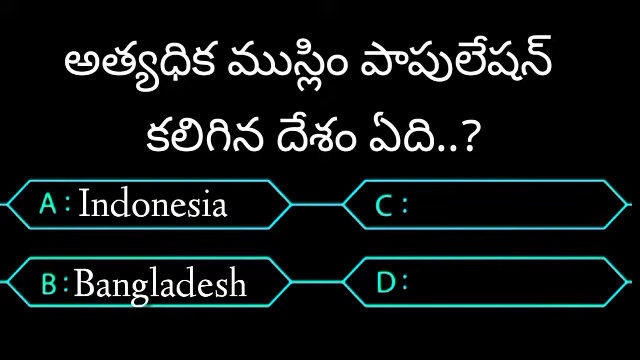 అత్యధిక ముస్లిం పాపులేషన్
కలిగిన దేశం ఏది..?
A : Indonesia
C :
B : Bangladesh
D :